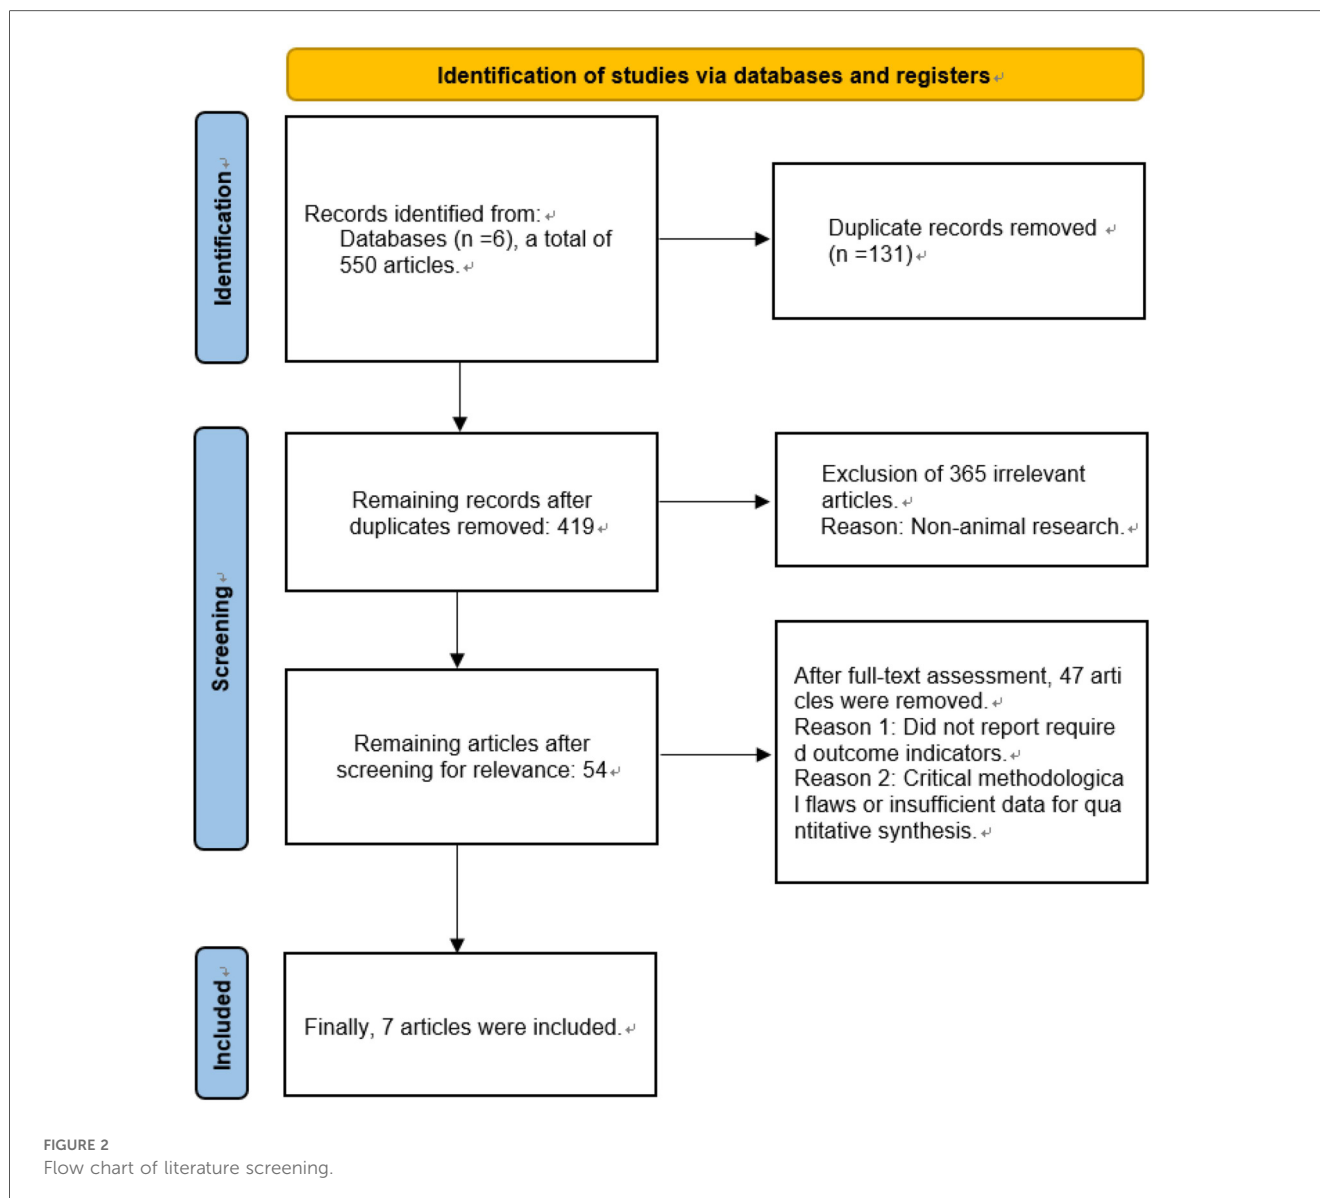 Identification of studies via databases and registers
Identification
Records identified from:
Databases (n =6), a total of
550 articles.
Duplicate records removed
(n =131)
Screening
Remaining records after
duplicates removed: 419
Exclusion of 365 irrelevant
articles.
Reason: Non-animal research.
Remaining articles after
screening for relevance: 54
After full-text assessment, 47 arti
cles were removed.
Reason 1: Did not report require
d outcome indicators.
Reason 2: Critical methodologica
l flaws or insufficient data for qua
ntitative synthesis.
Included
Finally, 7 articles were included.
FIGURE 2
Flow chart of literature screening.